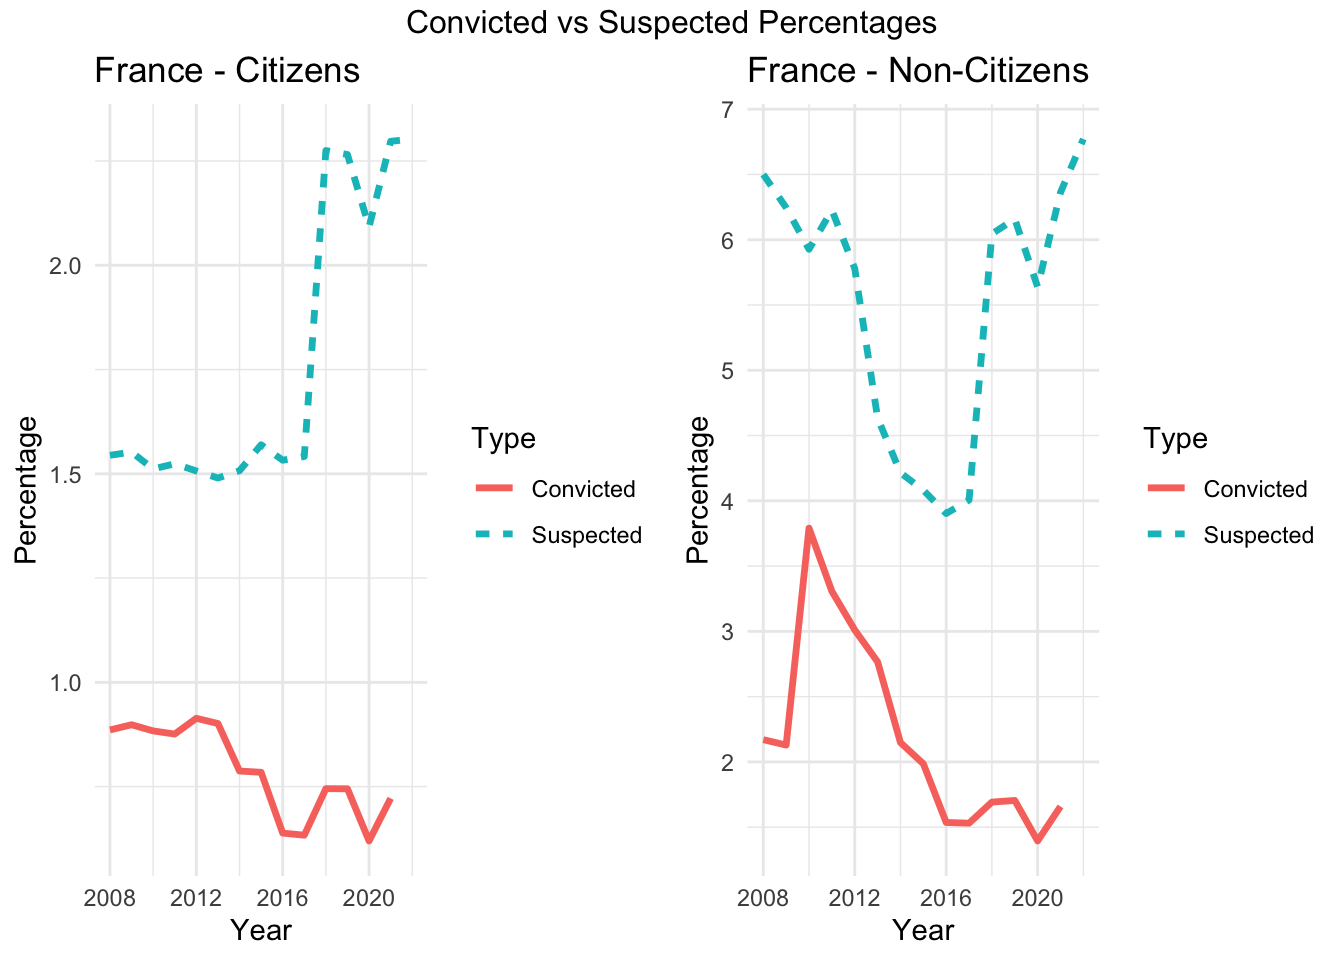 Convicted vs Suspected Percentages
France - Citizens
Percentage
2.0
1.5
1.0
2008 2012 2016 2020
Year
Type
Convicted
Suspected
France - Non-Citizens
Percentage
7
6
5
4
3
2
2008 2012 2016 2020
Year
Type
Convicted
Suspected